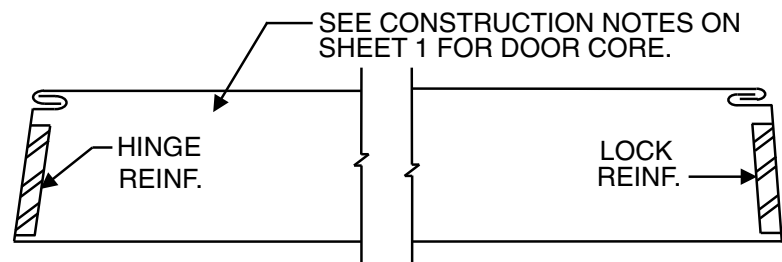 SEE CONSTRUCTION NOTES ON
SHEET 1 FOR DOOR CORE.
HINGE
REINF.
LOCK
REINF.